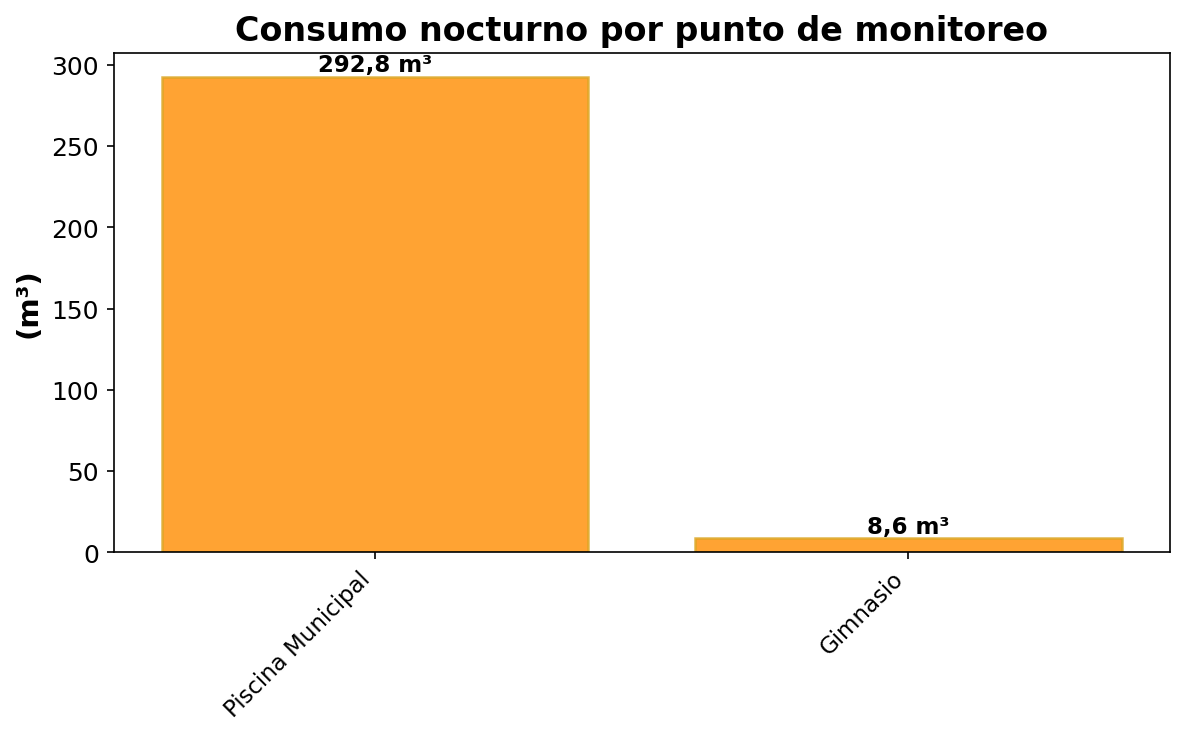 Consumo nocturno por punto de monitoreo
292,8 m³
8,6 m³
(m³)
300
250
200
150
100
50
0
Piscina Municipal
Gimnasio